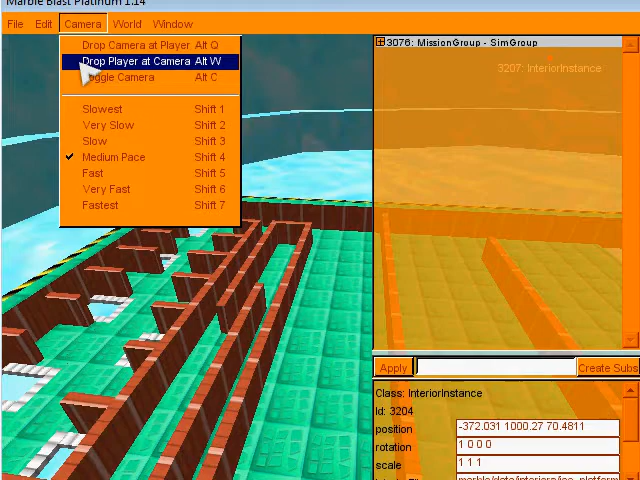 Marble Blast Platinum 1.14
File Edit Camera World Window
Drop Camera at Player Alt Q
Drop Player at Camera Alt W
Toggle Camera Alt C
Slowest Shift 1
Very Slow Shift 2
Slow Shift 3
Medium Pace Shift 4
Fast Shift 5
Very Fast Shift 6
Fastest Shift 7
3076: MissionGroup - SimGroup
3207: InteriorInstance
Apply Create Subs
Class: InteriorInstance
Id: 3204
position -372.031 1000.27 70.4811
rotation 1 0 0 0
scale 1 1 1